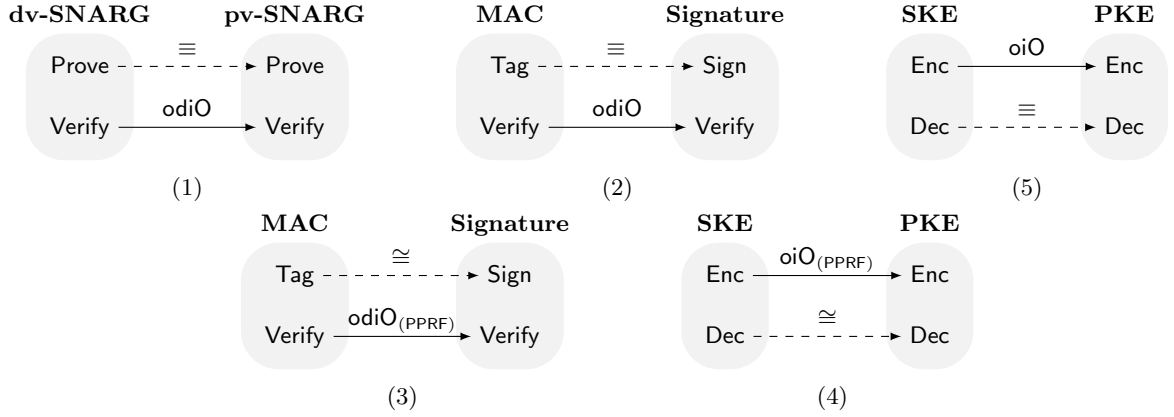 dv-SNARG pv-SNARG MAC Signature SKE PKE
Prove ≡ Prove Tag ≡ Sign Enc oiO Enc
Verify odiO Verify Verify odiO Verify Dec ≡ Dec
(1) (2) (5)
MAC Signature SKE PKE
Tag ≅ Sign Enc oiO(PPRF) Enc
Verify odiO(PPRF) Verify Dec ≅ Dec
(3) (4)